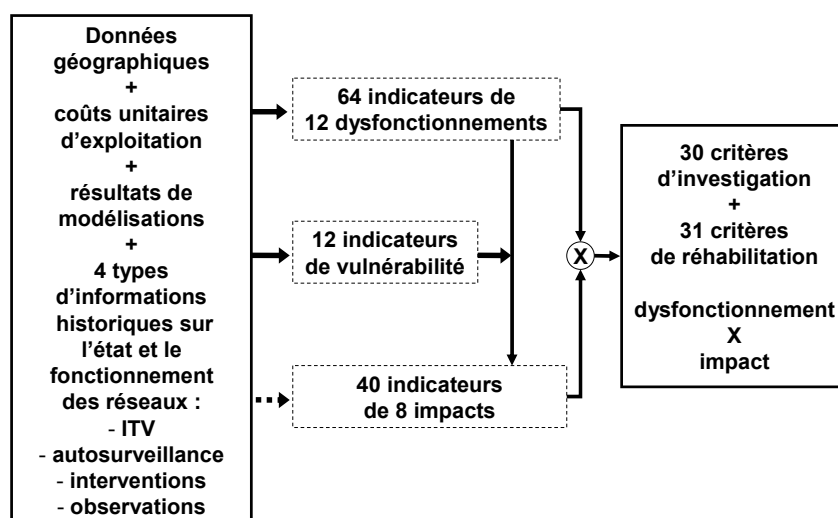 Données
géographiques
+
coûts unitaires
d'exploitation
+
résultats de
modélisations
+
4 types
d'informations
historiques sur
l'état et le
fonctionnement
des réseaux :
- ITV
- autosurveillance
- interventions
- observations
64 indicateurs de
12 dysfonctionnements
12 indicateurs
de vulnérabilité
40 indicateurs
de 8 impacts
X
30 critères
d'investigation
+
31 critères
de réhabilitation
dysfonctionnement
X
impact